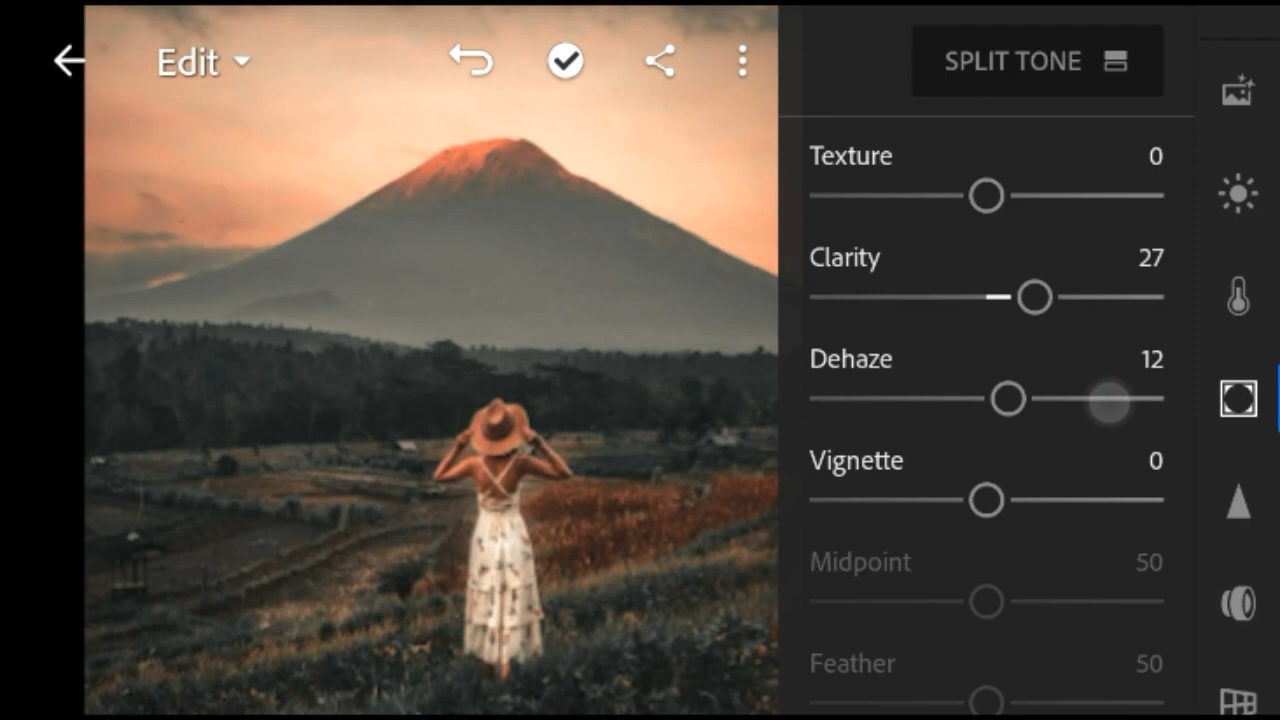 Edit
SPLIT TONE
Texture 0
Clarity 27
Dehaze 12
Vignette 0
Midpoint 50
Feather 50